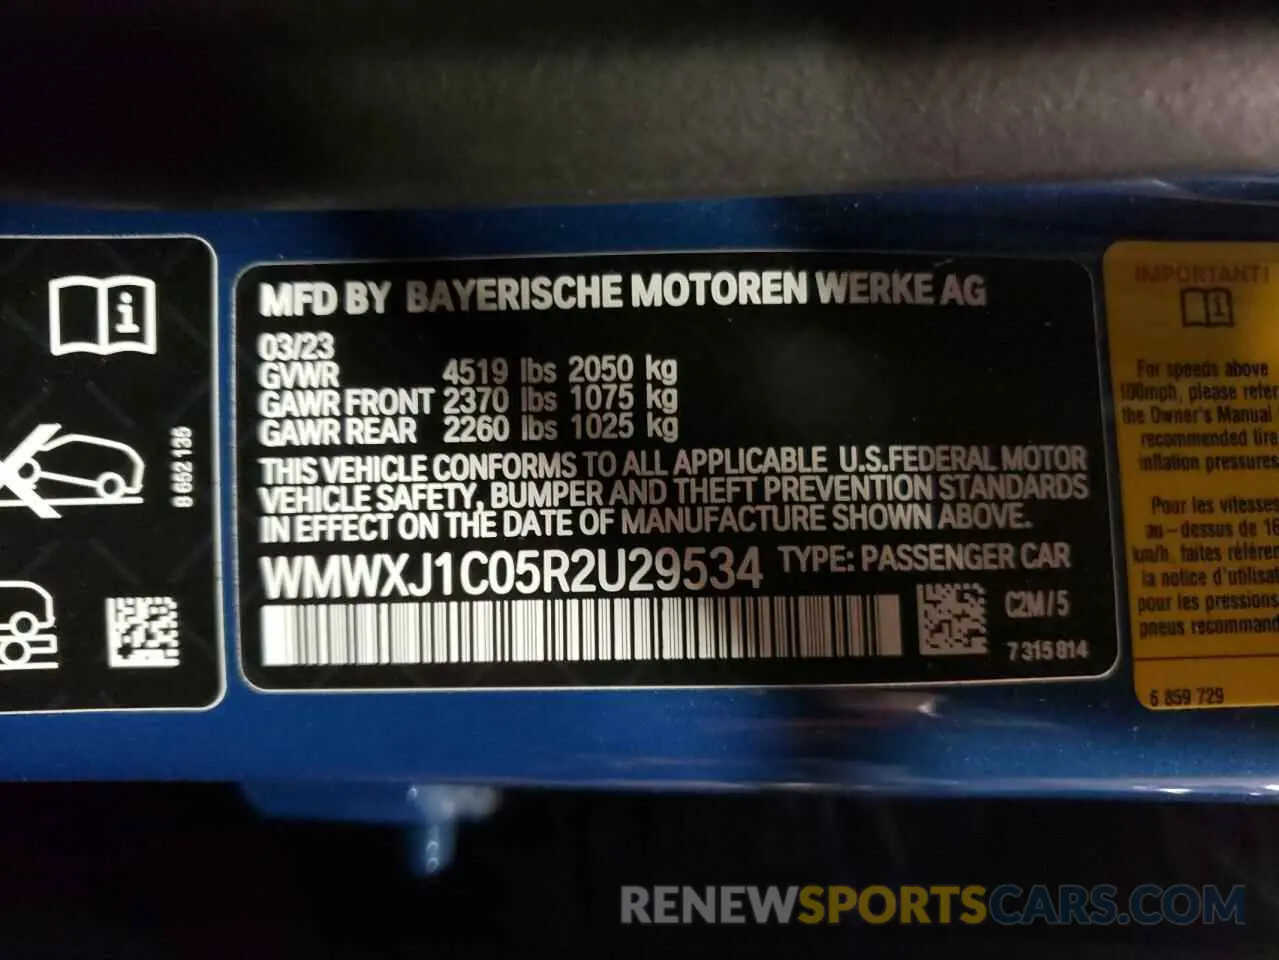 MFD BY BAYERISCHE MOTOREN WERKE AG
03/23
GVWR 4519 lbs 2050 kg
GAWR FRONT 2370 lbs 1075 kg
GAWR REAR 2260 lbs 1025 kg
THIS VEHICLE CONFORMS TO ALL APPLICABLE U.S.FEDERAL MOTOR
VEHICLE SAFETY, BUMPER AND THEFT PREVENTION STANDARDS
IN EFFECT ON THE DATE OF MANUFACTURE SHOWN ABOVE.
WMWXJ1C05R2U29534 TYPE: PASSENGER CAR
C2M/5
7 315 814
8 652 135
IMPORTANT!
For speeds above
100mph, please refer
the Owner's Manual
recommended tire
inflation pressures
Pour les vitesses
au-dessus de 16
km/h, faites référen
la notice d'utilisat
pour les pressions
pneus recommand
6 859 729
RENEWSPORTSCARS.COM